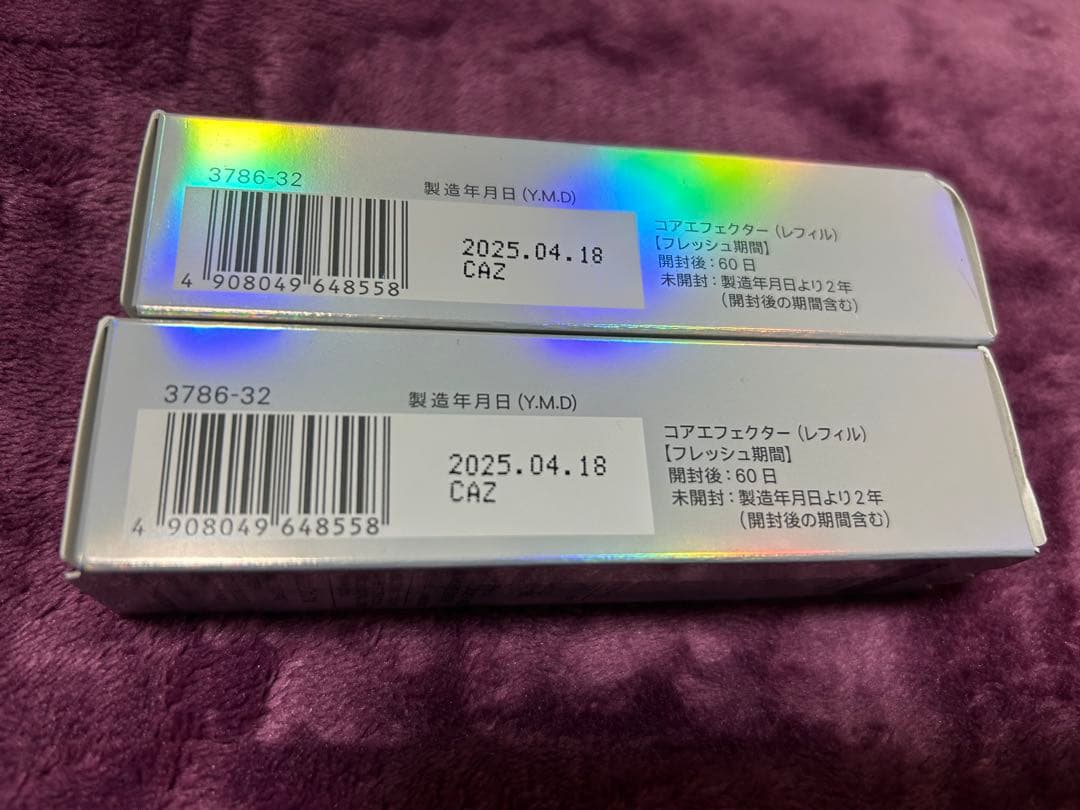 3786-32
製造年月日(Y.M.D)
2025.04.18
CAZ
4 908049 648558
コアエフェクター(レフィル)
【フレッシュ期間】
開封後:60日
未開封:製造年月日より2年
(開封後の期間含む)
3786-32
製造年月日(Y.M.D)
2025.04.18
CAZ
4 908049 648558
コアエフェクター(レフィル)
【フレッシュ期間】
開封後:60日
未開封:製造年月日より2年
(開封後の期間含む)